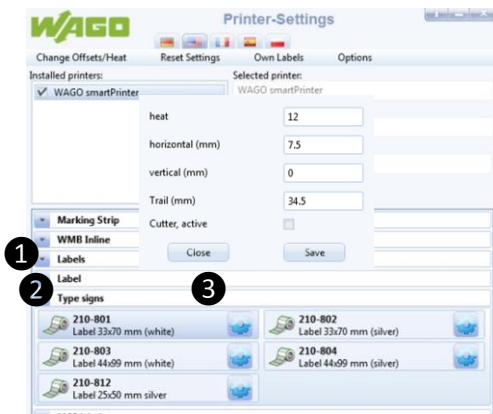 WAGO
Printer-Settings
Change Offsets/Heat Reset Settings Own Labels Options
Installed printers: Selected printer:
WAGO smartPrinter WAGO smartPrinter
heat 12
horizontal (mm) 7.5
vertical (mm) 0
Trail (mm) 34.5
Cutter, active
Close Save
Marking Strip
WMB Inline
1 Labels
2 Label
3
Type signs
210-801 210-802
Label 33x70 mm (white) Label 33x70 mm (silver)
210-803 210-804
Label 44x99 mm (white) Label 44x99 mm (silver)
210-812
Label 25x50 mm silver